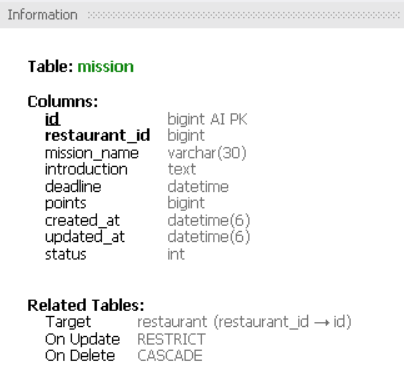 Information
Table: mission
Columns:
id bigint AI PK
restaurant_id bigint
mission_name varchar(30)
introduction text
deadline datetime
points bigint
created_at datetime(6)
updated_at datetime(6)
status int
Related Tables:
Target restaurant (restaurant_id → id)
On Update RESTRICT
On Delete CASCADE